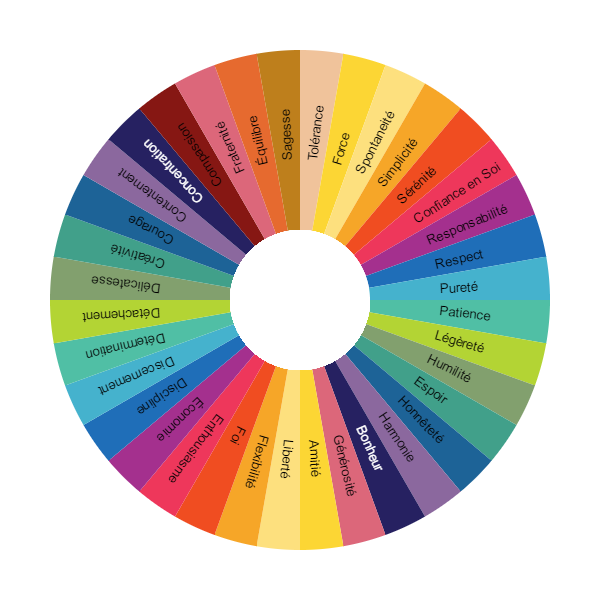 Tolérance
Force
Spontanéité
Simplicité
Sérénité
Confiance en Soi
Responsabilité
Respect
Pureté
Patience
Légèreté
Humilité
Espoir
Honnêteté
Harmonie
Bonheur
Générosité
Amitié
Liberté
Flexibilité
Foi
Enthousiasme
Économie
Discipline
Discernement
Détermination
Détachement
Délicatesse
Créativité
Courage
Contentement
Concentration
Compassion
Fraternité
Équilibre
Sagesse